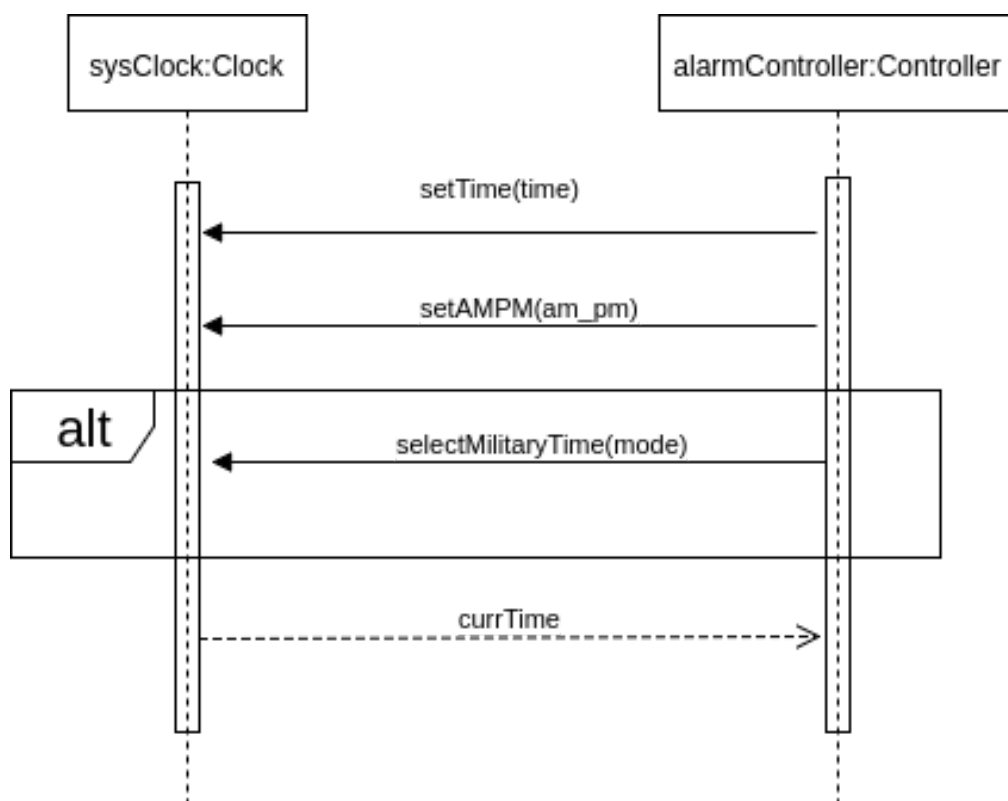 sysClock:Clock
alarmController:Controller
setTime(time)
setAMPM(am_pm)
alt
selectMilitaryTime(mode)
currTime